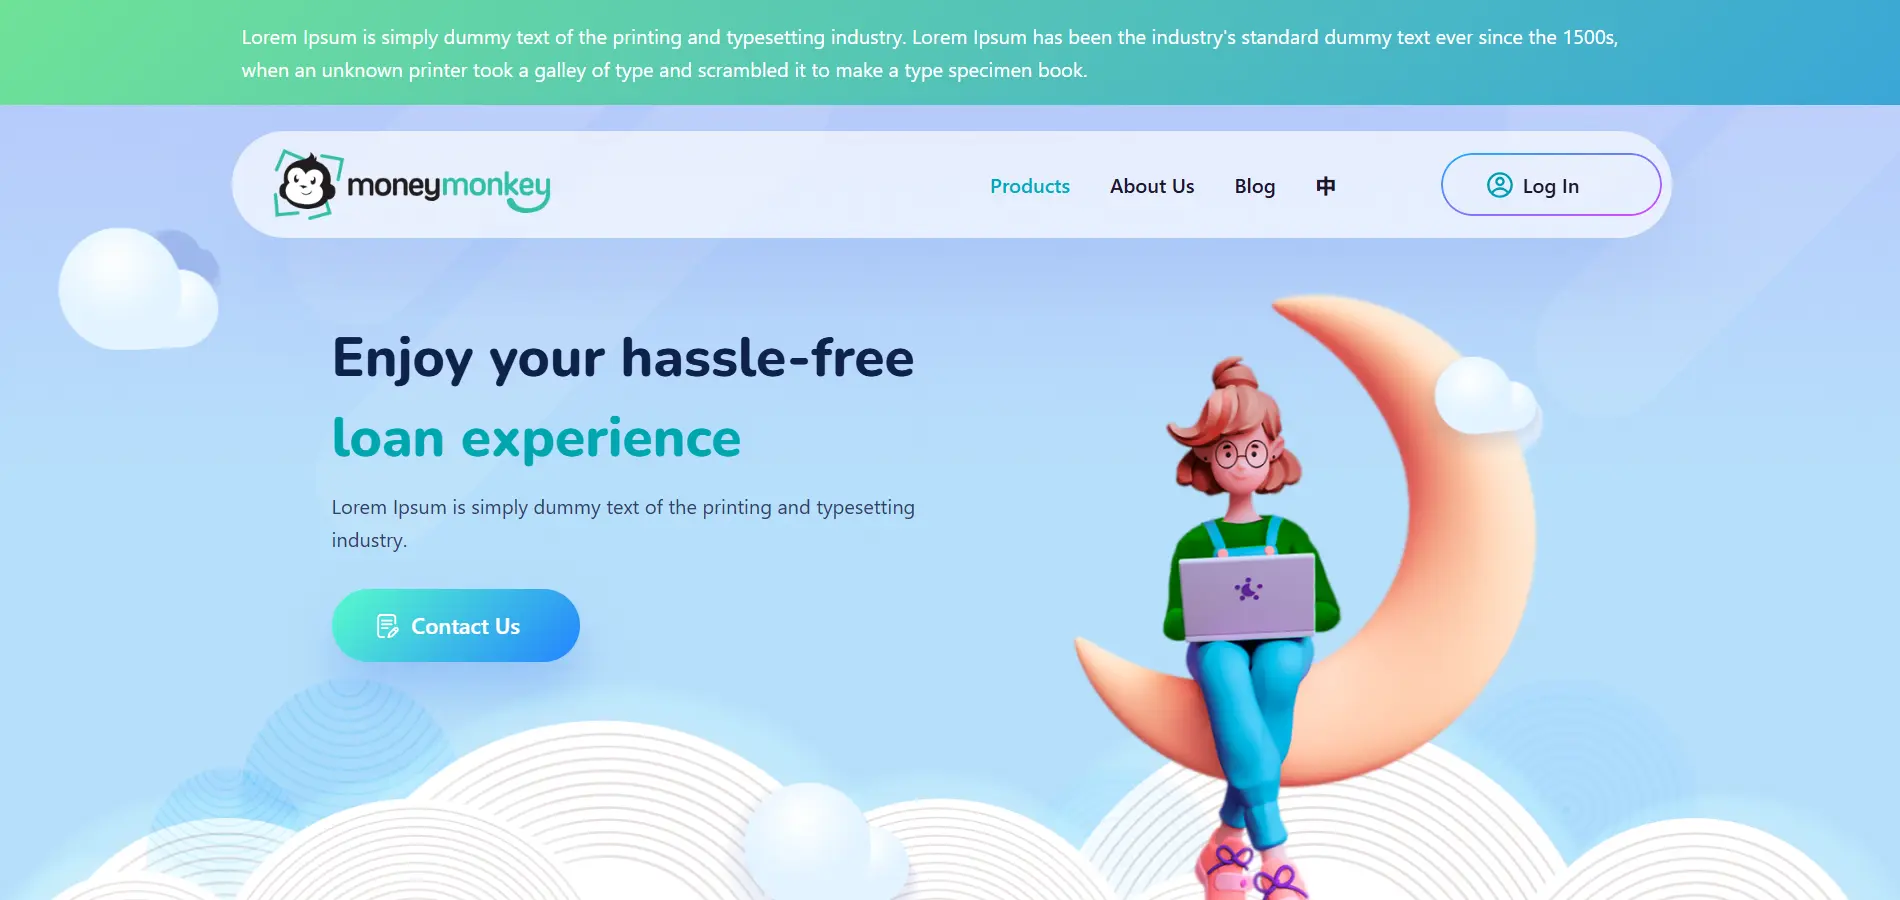 Lorem Ipsum is simply dummy text of the printing and typesetting industry. Lorem Ipsum has been the industry's standard dummy text ever since the 1500s,
when an unknown printer took a galley of type and scrambled it to make a type specimen book.
moneymonkey
Products
About Us
Blog
中
Log In
Enjoy your hassle-free
loan experience
Lorem Ipsum is simply dummy text of the printing and typesetting
industry.
Contact Us